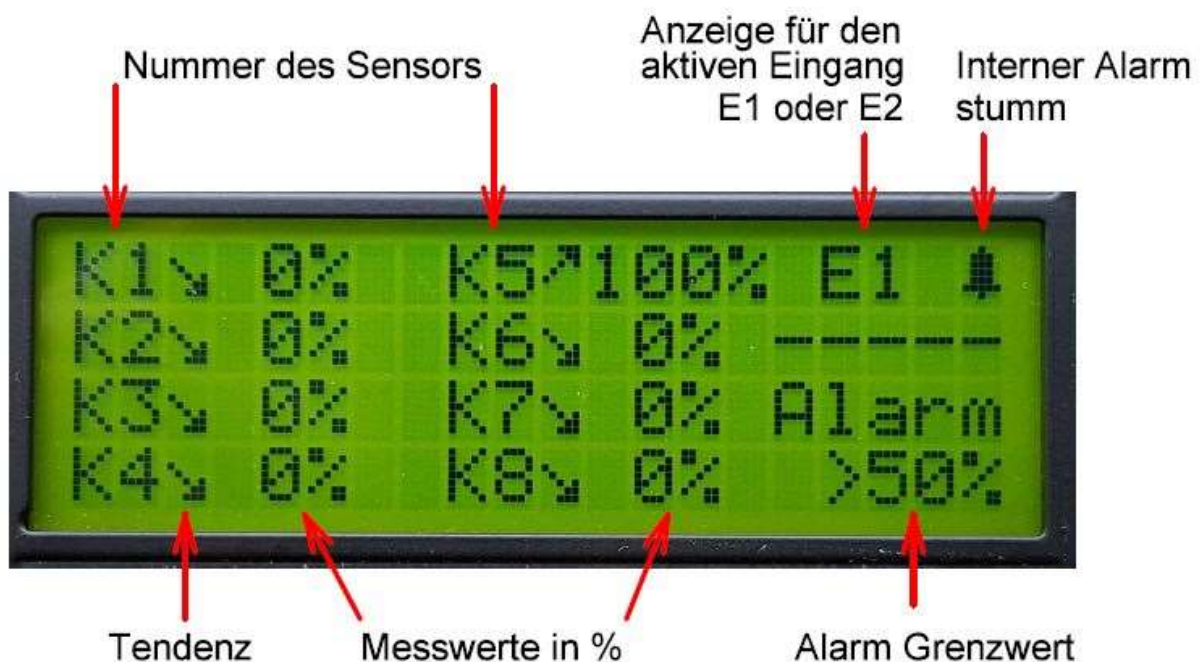 Nummer des Sensors
Anzeige für den
aktiven Eingang
E1 oder E2
Interner Alarm
stumm
K1↘ 0% K5↗100% E1
K2↘ 0% K6↘ 0% -----
K3↘ 0% K7↘ 0% Alarm
K4↘ 0% K8↘ 0% >50%
Tendenz
Messwerte in %
Alarm Grenzwert